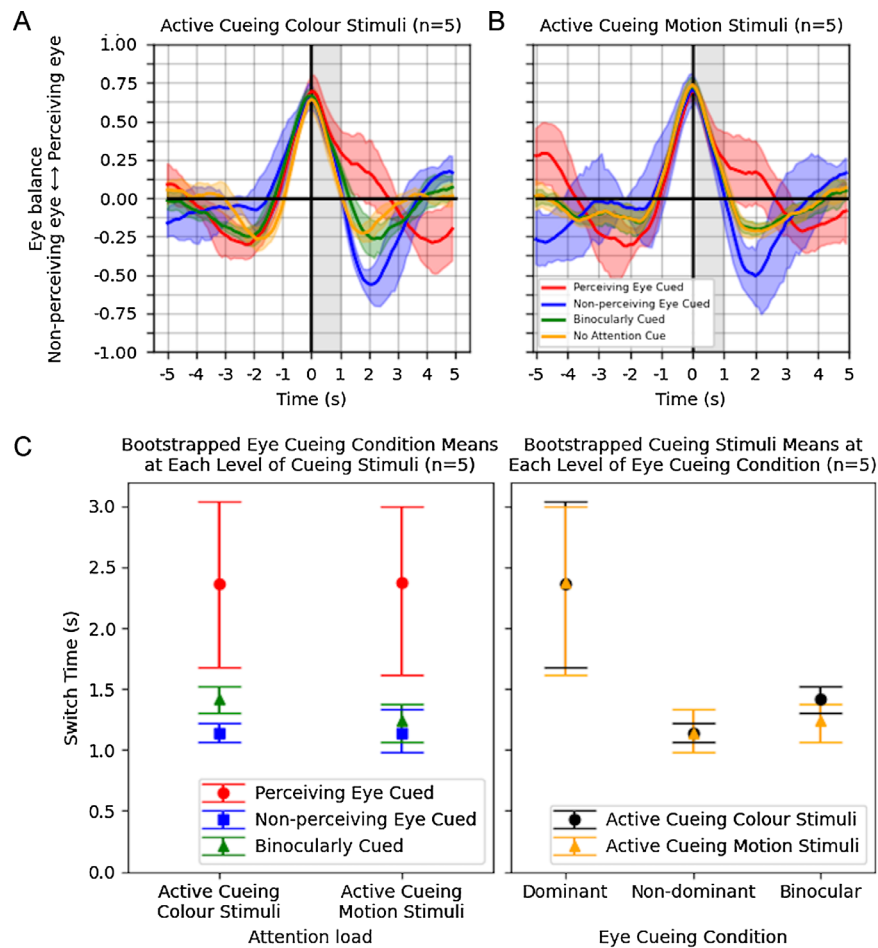 A
Active Cueing Colour Stimuli (n=5)
B
Active Cueing Motion Stimuli (n=5)
Eye balance
Non-perceiving eye ⟷ Perceiving eye
1.00
0.75
0.50
0.25
0.00
-0.25
-0.50
-0.75
-1.00
-5 -4 -3 -2 -1 0 1 2 3 4 5
Time (s)
Perceiving Eye Cued
Non-perceiving Eye Cued
Binocularly Cued
No Attention Cue
-5 -4 -3 -2 -1 0 1 2 3 4 5
Time (s)
C
Bootstrapped Eye Cueing Condition Means
at Each Level of Cueing Stimuli (n=5)
Bootstrapped Cueing Stimuli Means at
Each Level of Eye Cueing Condition (n=5)
Switch Time (s)
3.0
2.5
2.0
1.5
1.0
0.5
0.0
Perceiving Eye Cued
Non-perceiving Eye Cued
Binocularly Cued
Active Cueing
Colour Stimuli
Active Cueing
Motion Stimuli
Attention load
Active Cueing Colour Stimuli
Active Cueing Motion Stimuli
Dominant Non-dominant Binocular
Eye Cueing Condition